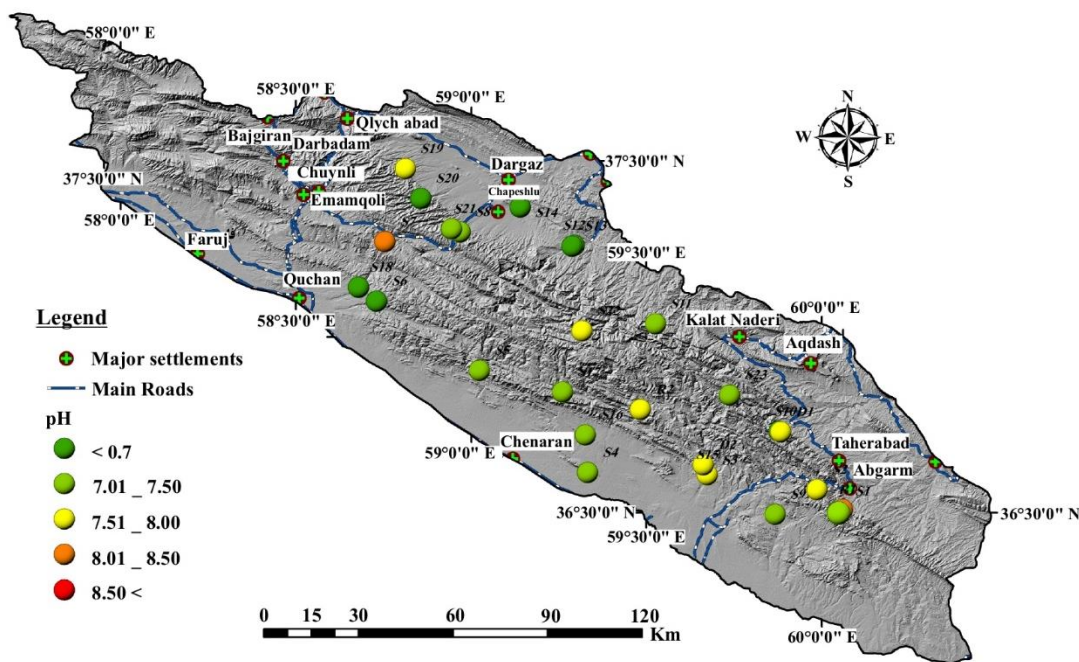 58°0'0" E
58°30'0" E
59°0'0" E
N
W
E
S
Qlych abad
Bajgiran
Darbadam
S19
Chuynli
Dargaz
37°30'0" N
37°30'0" N
S20
Chapeshlu
Emamqoli
S21
S8
S14
58°0'0" E
S12
59°30'0" E
Faruj
S18
S6
Quchan
58°30'0" E
S11
Kalat Naderi
60°0'0" E
Aqdash
Legend
Major settlements
Main Roads
pH
< 0.7
7.01 _ 7.50
7.51 _ 8.00
8.01 _ 8.50
8.50 <
S23
S16
S10
D1
Chenaran
59°0'0" E
S4
D2
S15
S3
Taherabad
Abgarm
S1
36°30'0" N
36°30'0" N
59°30'0" E
60°0'0" E
0 15 30 60 90 120
Km